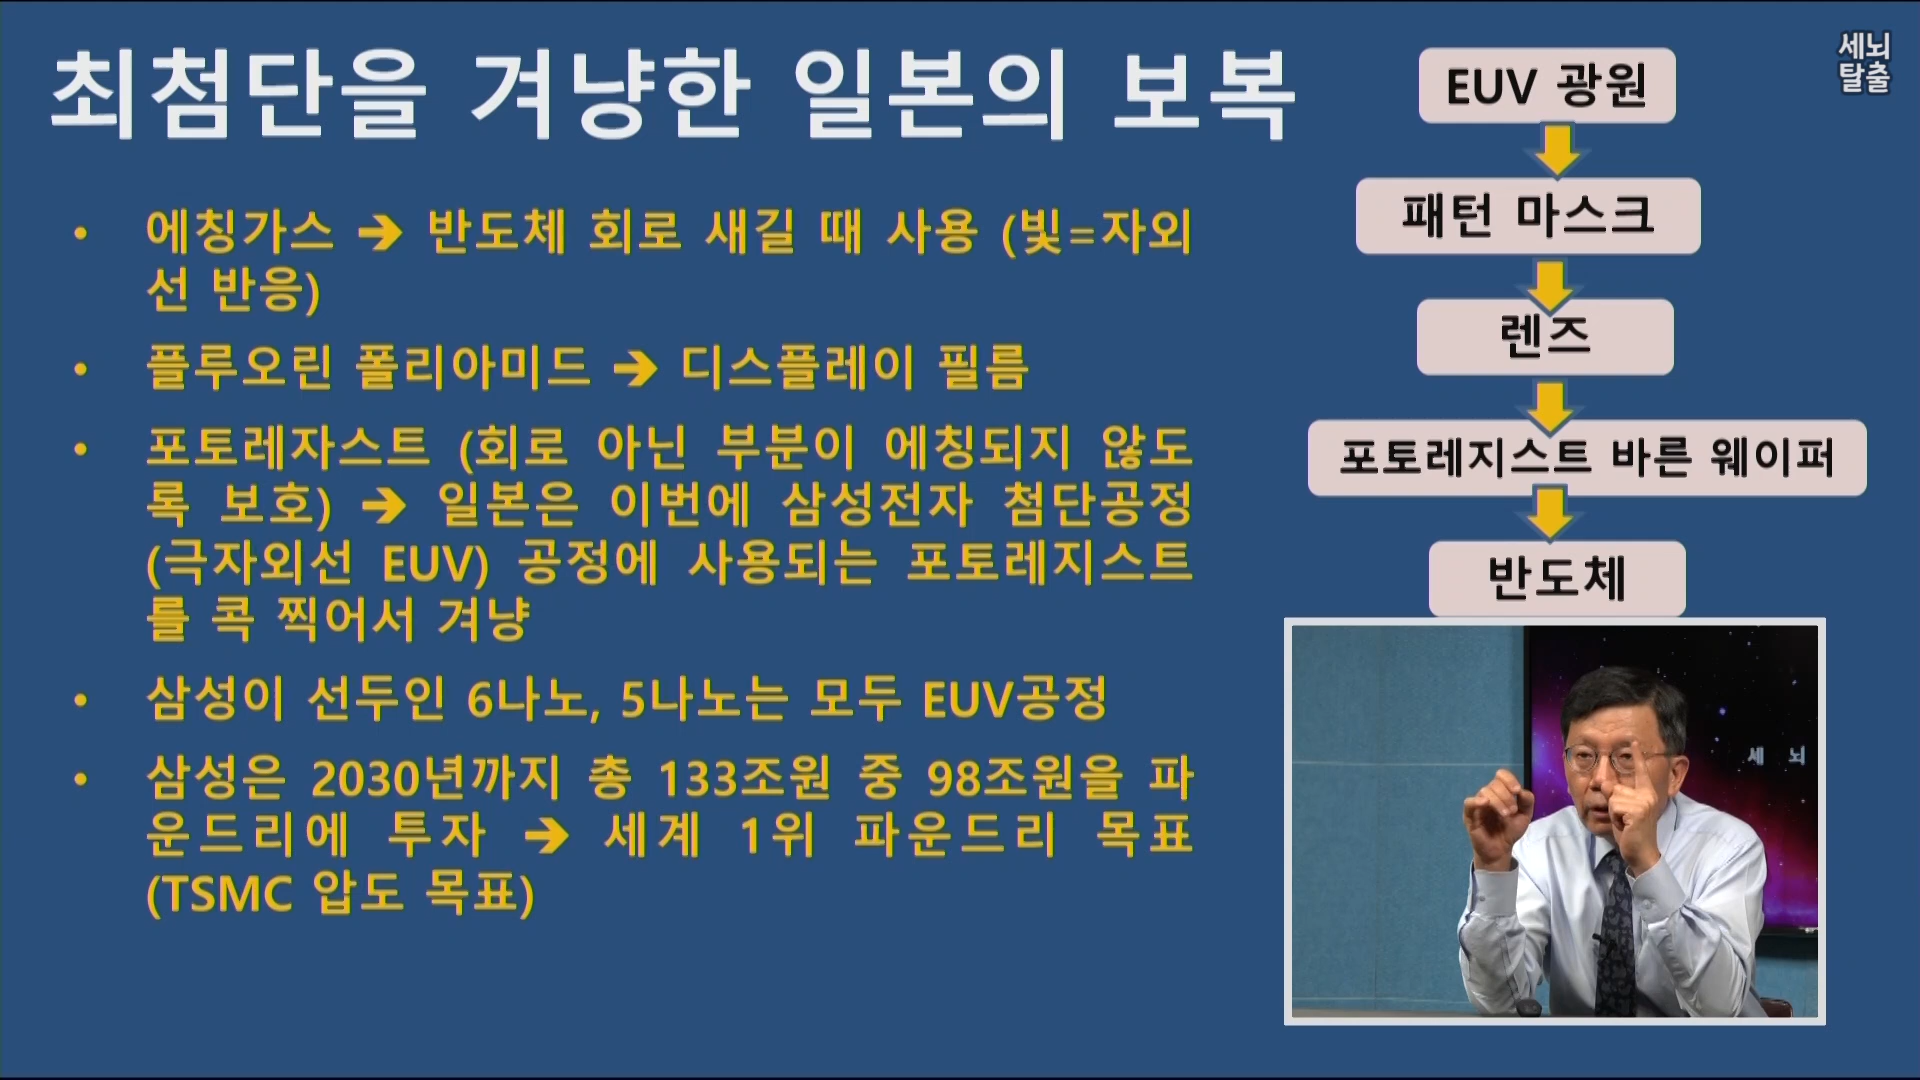 최첨단을 겨냥한 일본의 보복
• 에칭가스 ➔ 반도체 회로 새길 때 사용 (빛=자외
선 반응)
• 플루오린 폴리아미드 ➔ 디스플레이 필름
• 포토레자스트 (회로 아닌 부분이 에칭되지 않도
록 보호) ➔ 일본은 이번에 삼성전자 첨단공정
(극자외선 EUV) 공정에 사용되는 포토레지스트
를 콕 찍어서 겨냥
• 삼성이 선두인 6나노, 5나노는 모두 EUV공정
• 삼성은 2030년까지 총 133조원 중 98조원을 파
운드리에 투자 ➔ 세계 1위 파운드리 목표
(TSMC 압도 목표)
EUV 광원
패턴 마스크
렌즈
포토레지스트 바른 웨이퍼
반도체
세뇌
탈출
세 뇌